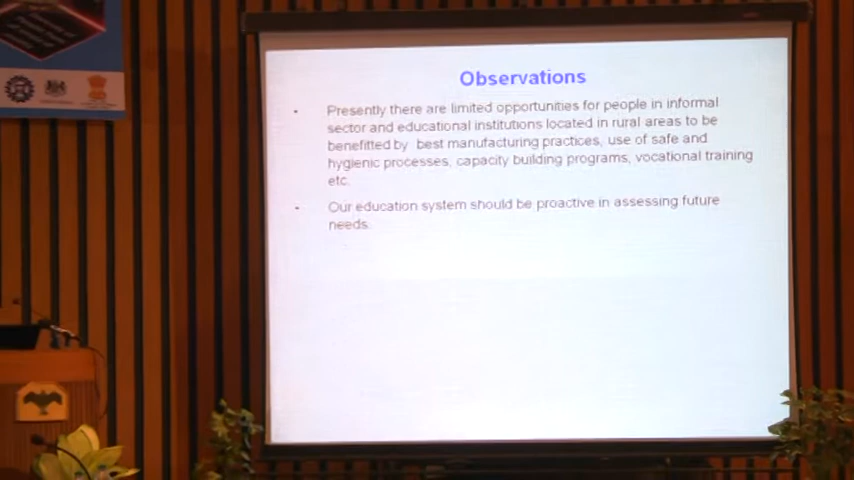 Observations
• Presently there are limited opportunities for people in informal
sector and educational institutions located in rural areas to be
benefitted by best manufacturing practices, use of safe and
hygienic processes, capacity building programs, vocational training
etc.
• Our education system should be proactive in assessing future
needs.